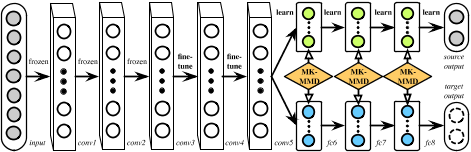 learn
learn
learn
learn
frozen
frozen
frozen
fine-
tune
fine-
tune
MK-
MMD
MK-
MMD
MK-
MMD
source
output
target
output
input
conv1
conv2
conv3
conv4
conv5
fc6
fc7
fc8